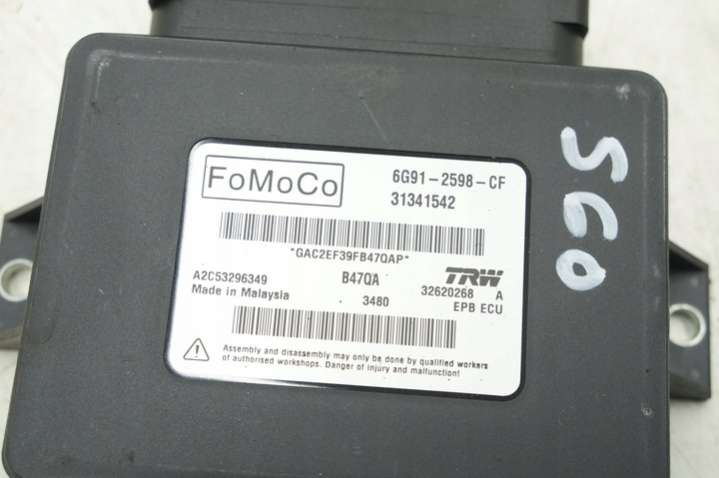 FoMoCo
6G91-2598-CF
31341542
*GAC2EF39FB47QAP*
A2C53296349
B47QA
TRW
Made in Malaysia
3480
32620268 A
EPB ECU
Assembly and disassembly may only be done by qualified workers
of authorised workshops. Danger of injury and malfunction!
S60